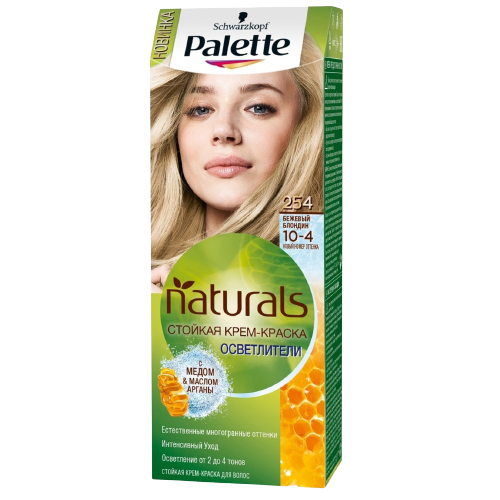 НОВИНКА
Schwarzkopf
Palette
254
БЕЖЕВЫЙ
БЛОНДИН
10-4
naturals
СТОЙКАЯ КРЕМ-КРАСКА
ОСВЕТЛИТЕЛИ
С
МЕДОМ
& МАСЛОМ
АРГАНЫ
Естественные многогранные оттенки
Интенсивный Уход
Осветление от 2 до 4 тонов
СТОЙКАЯ КРЕМ-КРАСКА ДЛЯ ВОЛОС